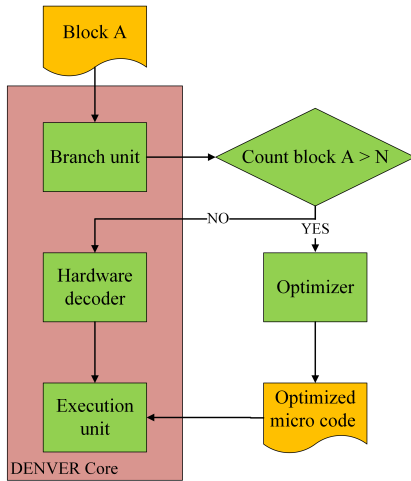 Block A
Branch unit
Count block A > N
NO
YES
Hardware
decoder
Optimizer
Execution
unit
Optimized
micro code
DENVER Core